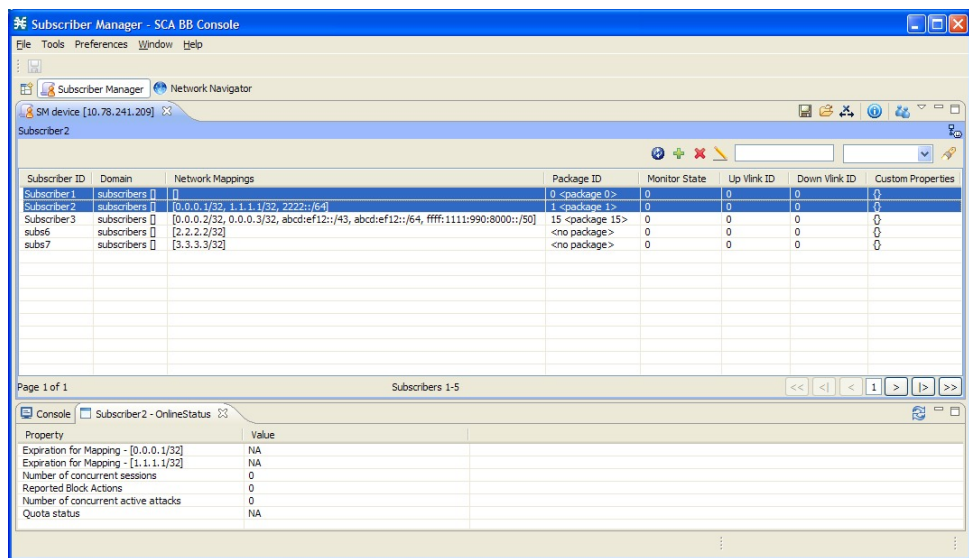 Subscriber Manager - SCA BB Console
File Tools Preferences Window Help
Subscriber Manager Network Navigator
SM device [10.78.241.209]
Subscriber2
Subscriber ID Domain Network Mappings Package ID Monitor State Up Vlink ID Down Vlink ID Custom Properties
Subscriber1 subscribers [] [] 0 <package 0> 0 0 0 {}
Subscriber2 subscribers [] [0.0.0.1/32, 1.1.1.1/32, 2222::/64] 1 <package 1> 0 0 0 {}
Subscriber3 subscribers [] [0.0.0.2/32, 0.0.0.3/32, abcd:ef12::/43, abcd:ef12::/64, ffff:1111:990:8000::/50] 15 <package 15> 0 0 0 {}
subs6 subscribers [] [2.2.2.2/32] <no package> 0 0 0 {}
subs7 subscribers [] [3.3.3.3/32] <no package> 0 0 0 {}
Page 1 of 1 Subscribers 1-5 << <| < 1 > |> >>
Console Subscriber2 - OnlineStatus
Property Value
Expiration for Mapping - [0.0.0.1/32] NA
Expiration for Mapping - [1.1.1.1/32] NA
Number of concurrent sessions 0
Reported Block Actions 0
Number of concurrent active attacks 0
Quota status NA